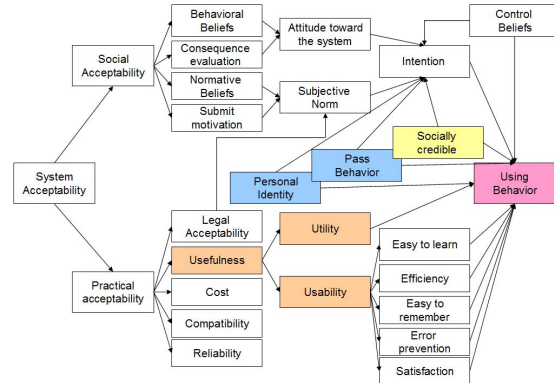 Behavioral
Beliefs
Control
Beliefs
Social
Acceptability
Consequence
evaluation
Attitude toward
the system
Intention
Normative
Beliefs
Subjective
Norm
Submit
motivation
Socially
credible
System
Acceptability
Pass
Behavior
Personal
Identity
Using
Behavior
Legal
Acceptability
Utility
Usefulness
Easy to learn
Practical
acceptability
Cost
Usability
Efficiency
Compatibility
Easy to
remember
Reliability
Error
prevention
Satisfaction